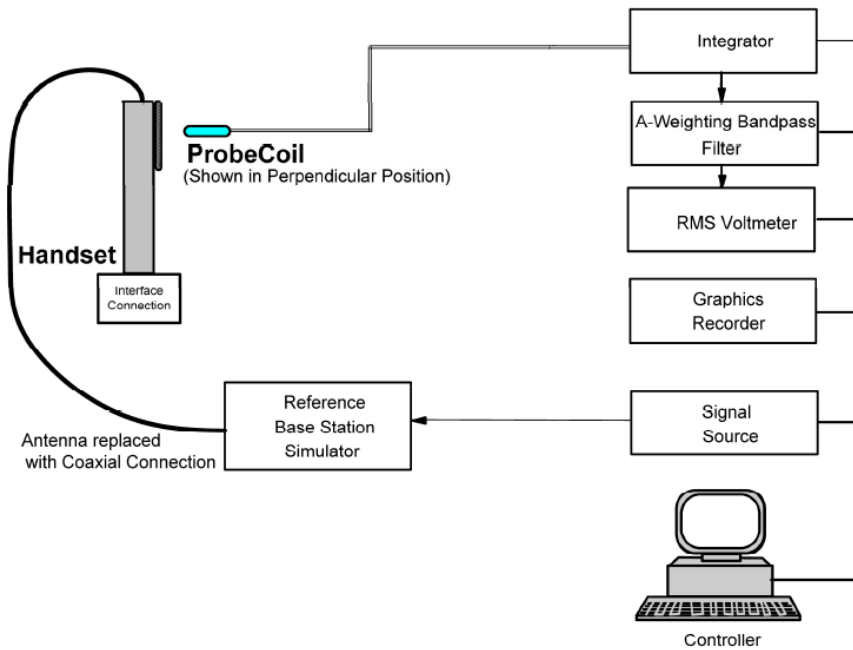 Integrator
A-Weighting Bandpass
Filter
RMS Voltmeter
Graphics
Recorder
Signal
Source
Controller
ProbeCoil
(Shown in Perpendicular Position)
Handset
Interface
Connection
Reference
Base Station
Simulator
Antenna replaced
with Coaxial Connection